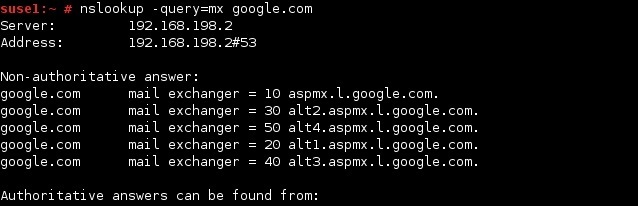 suse1:~ # nslookup -query=mx google.com
Server:         192.168.198.2
Address:        192.168.198.2#53

Non-authoritative answer:
google.com      mail exchanger = 10 aspmx.l.google.com.
google.com      mail exchanger = 30 alt2.aspmx.l.google.com.
google.com      mail exchanger = 50 alt4.aspmx.l.google.com.
google.com      mail exchanger = 20 alt1.aspmx.l.google.com.
google.com      mail exchanger = 40 alt3.aspmx.l.google.com.

Authoritative answers can be found from: